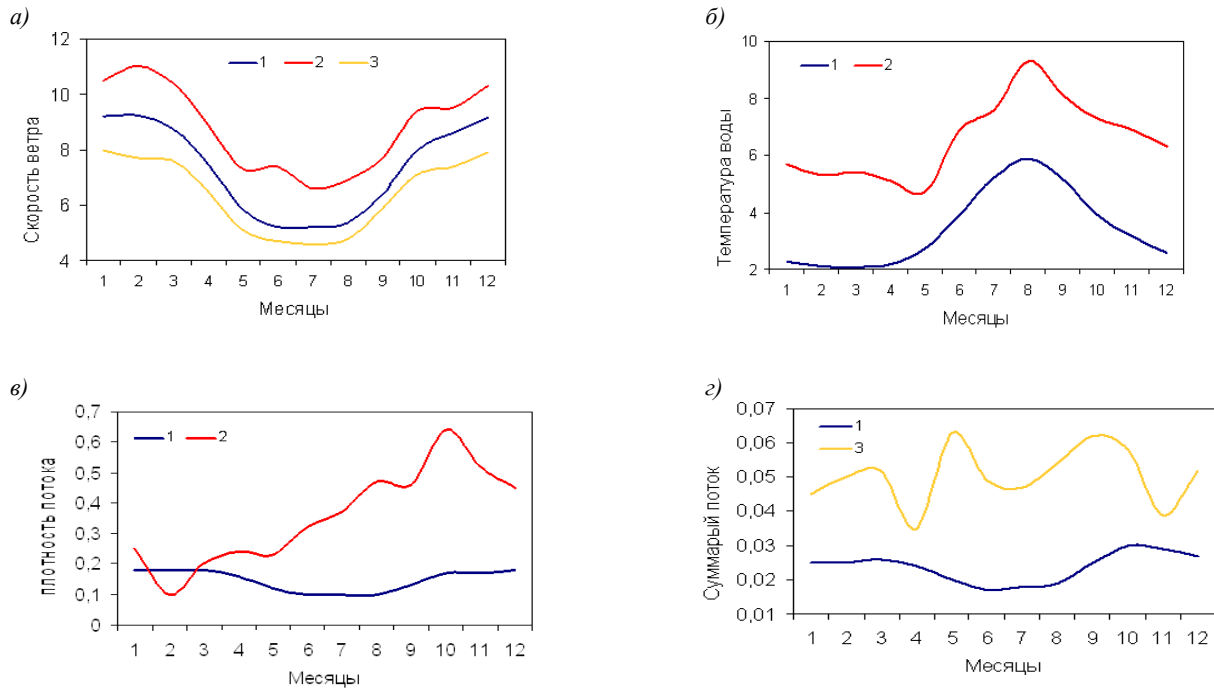 а)
12
10
8
6
4
Скорость ветра
1 2 3
1 2 3 4 5 6 7 8 9 10 11 12
Месяцы
б)
10
8
6
4
2
Температура воды
1 2
1 2 3 4 5 6 7 8 9 10 11 12
Месяцы
в)
0,7
0,6
0,5
0,4
0,3
0,2
0,1
0
плотность потока
1 2
1 2 3 4 5 6 7 8 9 10 11 12
Месяцы
г)
0,07
0,06
0,05
0,04
0,03
0,02
0,01
Суммарый поток
1
3
1 2 3 4 5 6 7 8 9 10 11 12
Месяцы